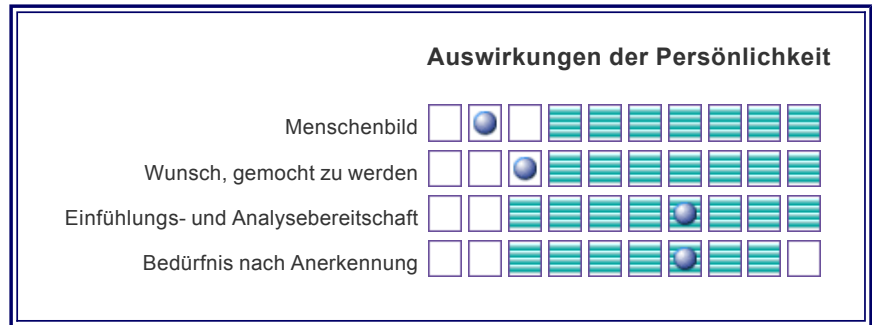 Auswirkungen der Persönlichkeit
Menschenbild
Wunsch, gemocht zu werden
Einfühlungs- und Analysebereitschaft
Bedürfnis nach Anerkennung